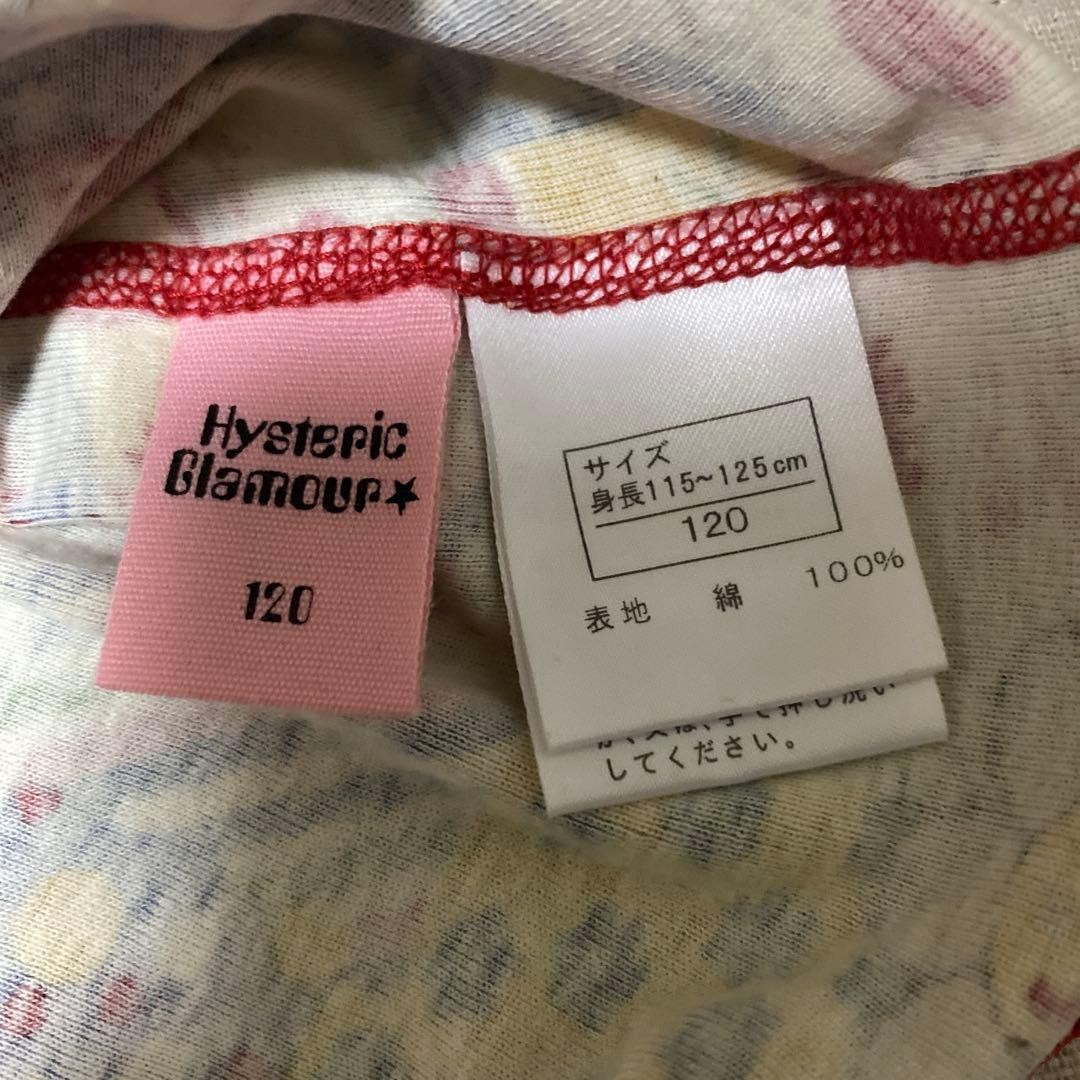 Hysteric
Glamour★
120
サイズ
身長115~125cm
120
表地 綿 100%
してください。